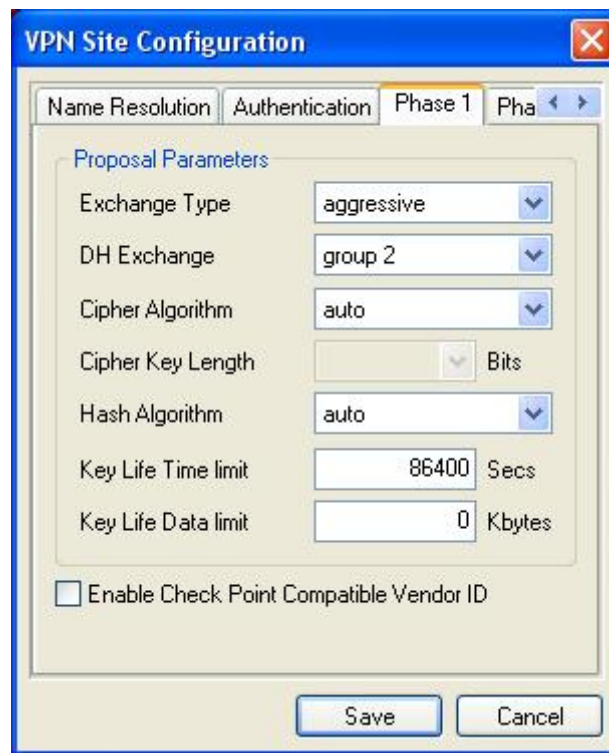 VPN Site Configuration
Name Resolution Authentication Phase 1 Pha
Proposal Parameters
Exchange Type aggressive
DH Exchange group 2
Cipher Algorithm auto
Cipher Key Length Bits
Hash Algorithm auto
Key Life Time limit 86400 Secs
Key Life Data limit 0 Kbytes
Enable Check Point Compatible Vendor ID
Save Cancel